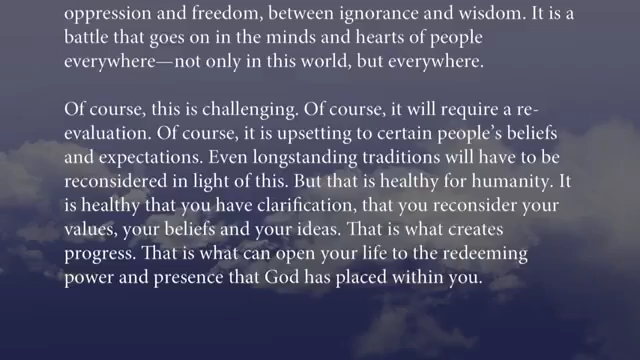 oppression and freedom, between ignorance and wisdom. It is a
battle that goes on in the minds and hearts of people
everywhere—not only in this world, but everywhere.
Of course, this is challenging. Of course, it will require a re-
evaluation. Of course, it is upsetting to certain people’s beliefs
and expectations. Even longstanding traditions will have to be
reconsidered in light of this. But that is healthy for humanity. It
is healthy that you have clarification, that you reconsider your
values, your beliefs and your ideas. That is what creates
progress. That is what can open your life to the redeeming
power and presence that God has placed within you.